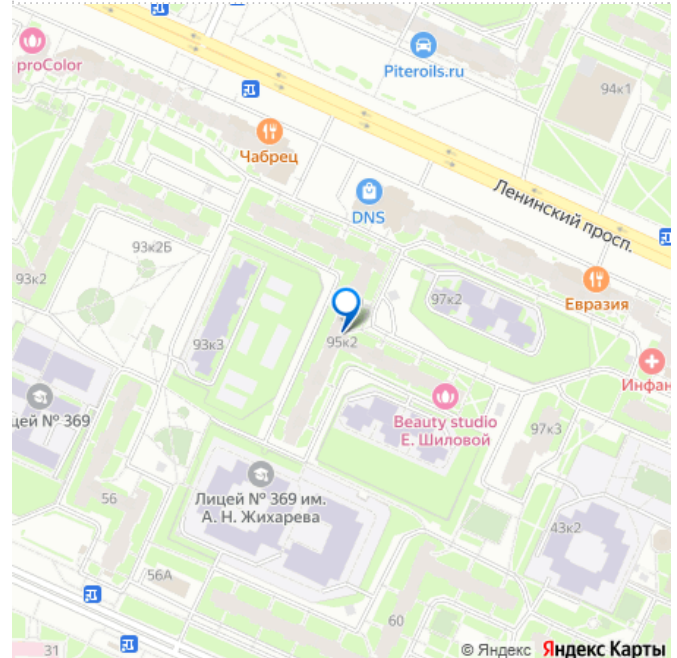 proColor
Piteroils.ru
94к1
Чабрец
Ленинский просп.
DNS
93к2Б
93к2
97к2
Евразия
93к3
95к2
Инфан
Beauty studio
Е. Шиловой
цей № 369
97к3
Лицей № 369 им.
А. Н. Жихарева
56
43к2
56А
60
31
© Яндекс Яндекс Карты